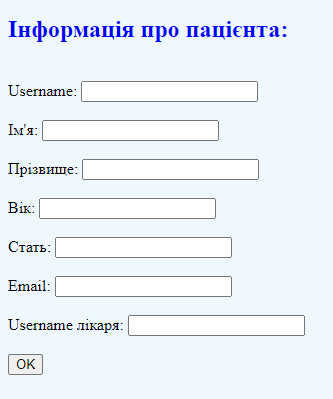 Інформація про пацієнта:
Username:
Ім'я:
Прізвище:
Вік:
Стать:
Email:
Username лікаря:
OK